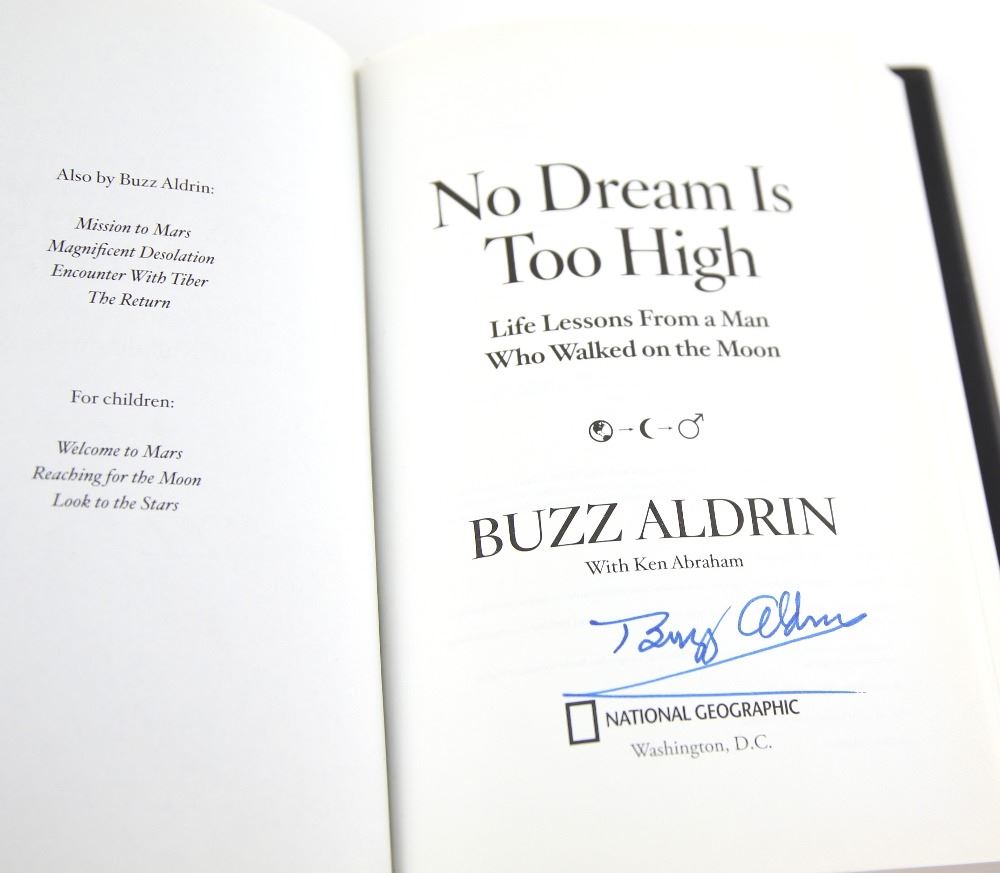 Also by Buzz Aldrin:
Mission to Mars
Magnificent Desolation
Encounter With Tiber
The Return
For children:
Welcome to Mars
Reaching for the Moon
Look to the Stars
No Dream Is
Too High
Life Lessons From a Man
Who Walked on the Moon
BUZZ ALDRIN
With Ken Abraham
Buzz Aldrin
NATIONAL GEOGRAPHIC
Washington, D.C.